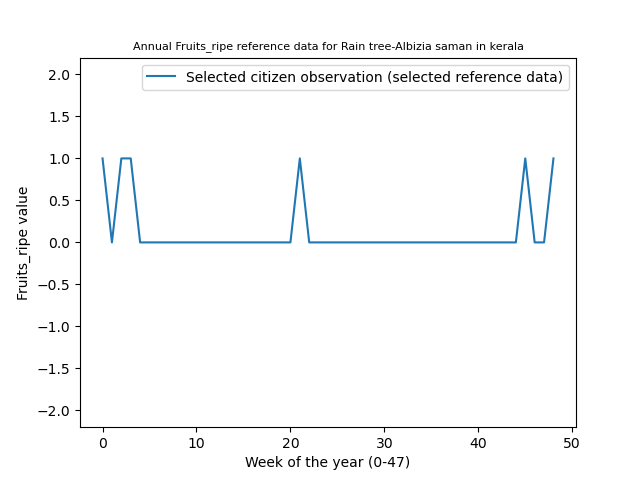 Annual Fruits_ripe reference data for Rain tree-Albizia saman in kerala
Selected citizen observation (selected reference data)
2.0
1.5
1.0
0.5
0.0
−0.5
−1.0
−1.5
−2.0
Fruits_ripe value
0 10 20 30 40 50
Week of the year (0-47)